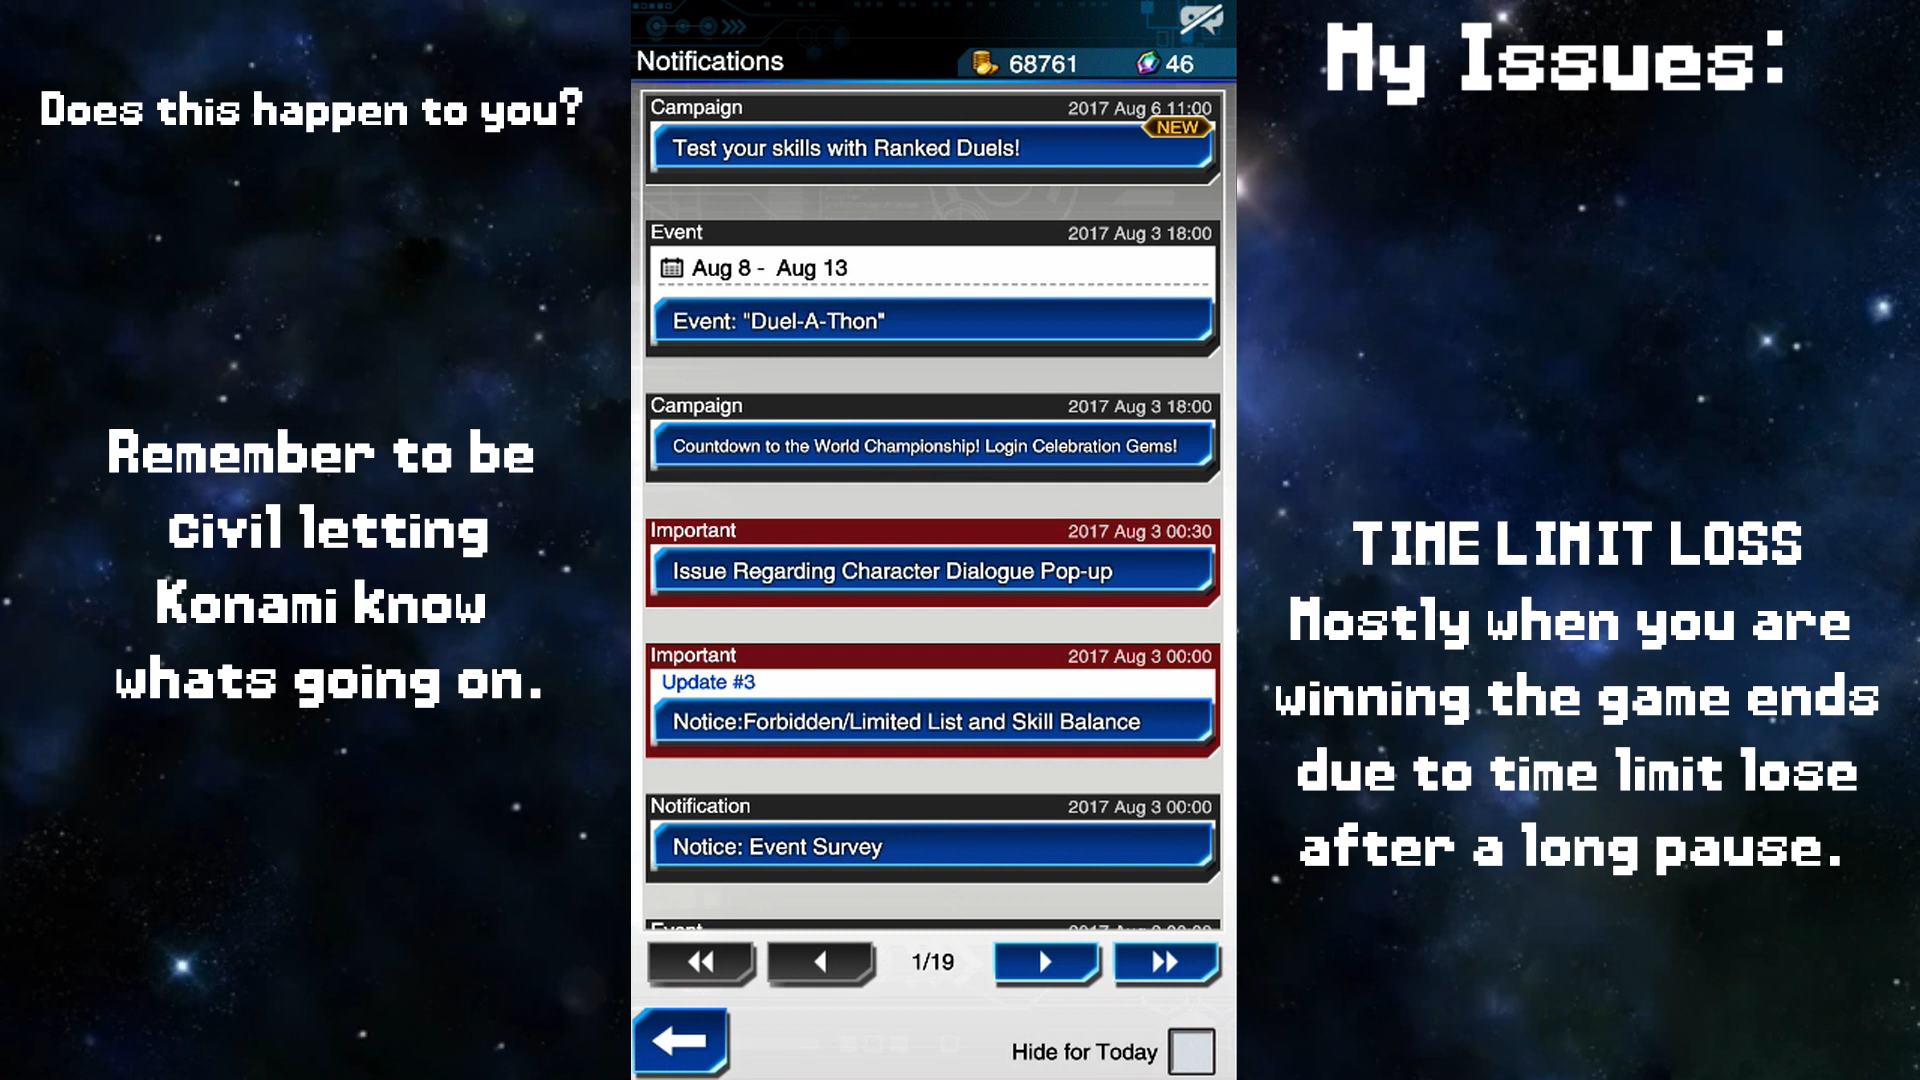 Does this happen to you?
Remember to be
civil letting
Konami know
whats going on.
Notifications
68761
46
Campaign
2017 Aug 6 11:00
NEW
Test your skills with Ranked Duels!
Event
2017 Aug 3 18:00
Aug 8 - Aug 13
Event: "Duel-A-Thon"
Campaign
2017 Aug 3 18:00
Countdown to the World Championship! Login Celebration Gems!
Important
2017 Aug 3 00:30
Issue Regarding Character Dialogue Pop-up
Important
2017 Aug 3 00:00
Update #3
Notice:Forbidden/Limited List and Skill Balance
Notification
2017 Aug 3 00:00
Notice: Event Survey
Event
1/19
Hide for Today
My Issues:
TIME LIMIT LOSS
Mostly when you are
winning the game ends
due to time limit lose
after a long pause.